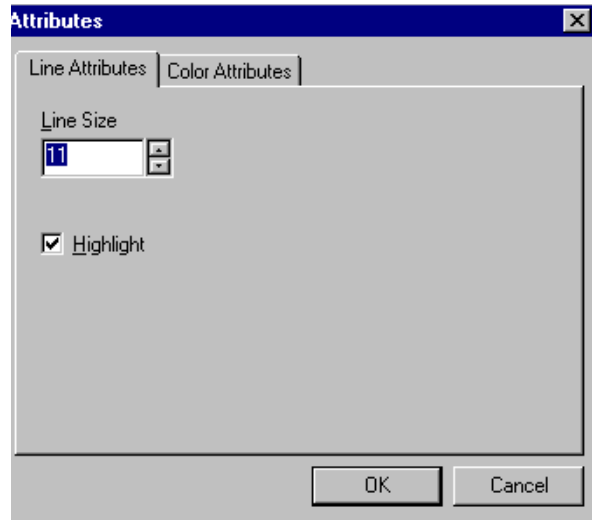 Attributes
Line Attributes Color Attributes
Line Size
11
Highlight
OK Cancel